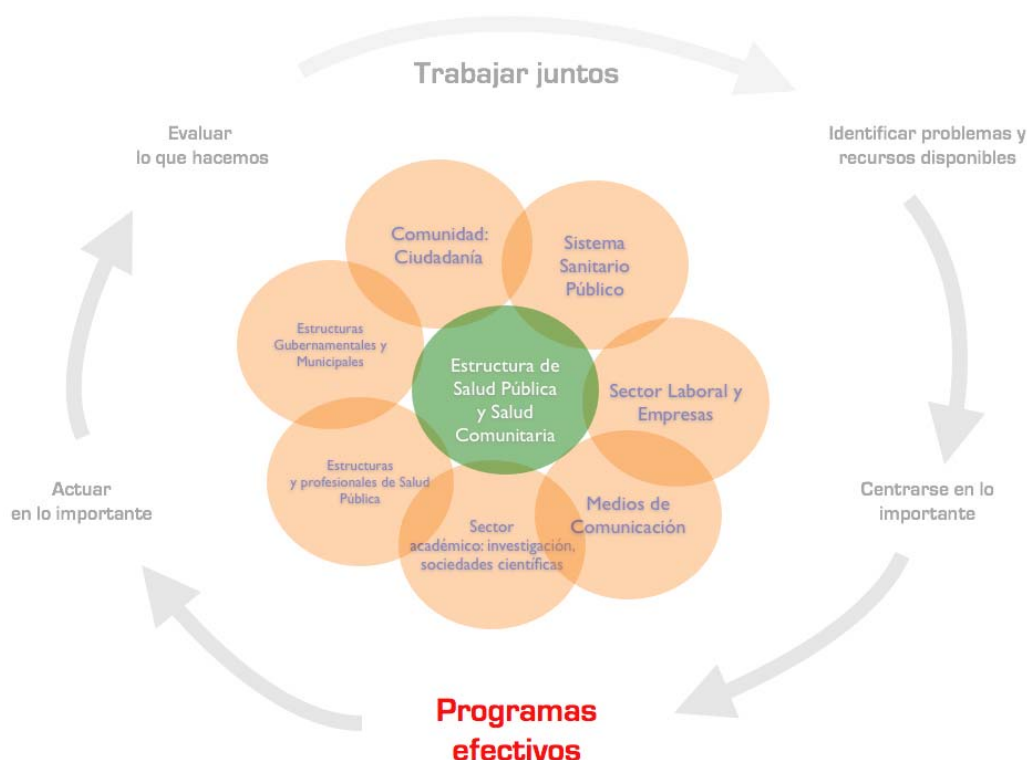 Trabajar juntos
Evaluar
lo que hacemos
Identificar problemas y
recursos disponibles
Comunidad:
Ciudadanía
Sistema
Sanitario
Público
Estructuras
Gubernamentales y
Municipales
Estructura de
Salud Pública
y Salud
Comunitaria
Sector Laboral y
Empresas
Estructuras
y profesionales de Salud
Pública
Medios de
Comunicación
Sector
académico: investigación,
sociedades científicas
Actuar
en lo importante
Centrarse en lo
importante
Programas
efectivos